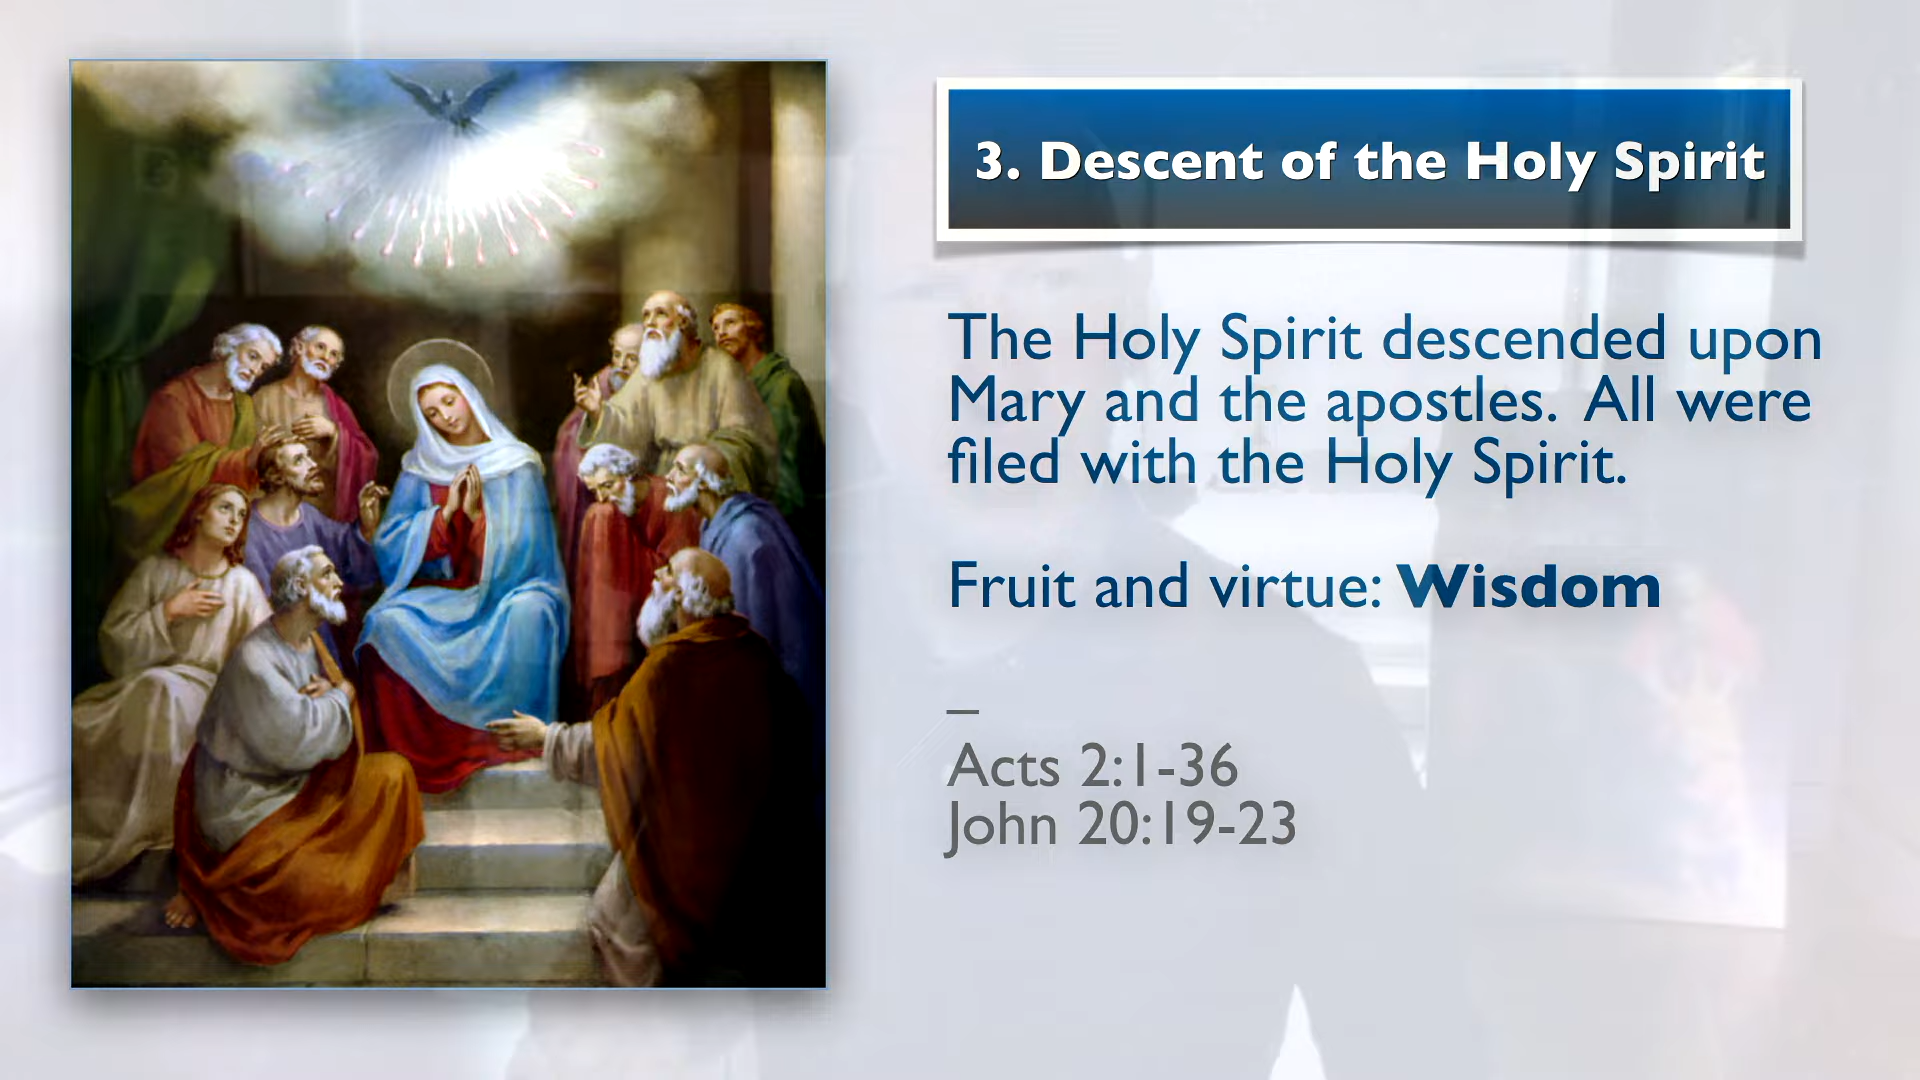 3. Descent of the Holy Spirit
The Holy Spirit descended upon
Mary and the apostles.  All were
filed with the Holy Spirit.
Fruit and virtue: Wisdom
–
Acts 2:1-36
John 20:19-23